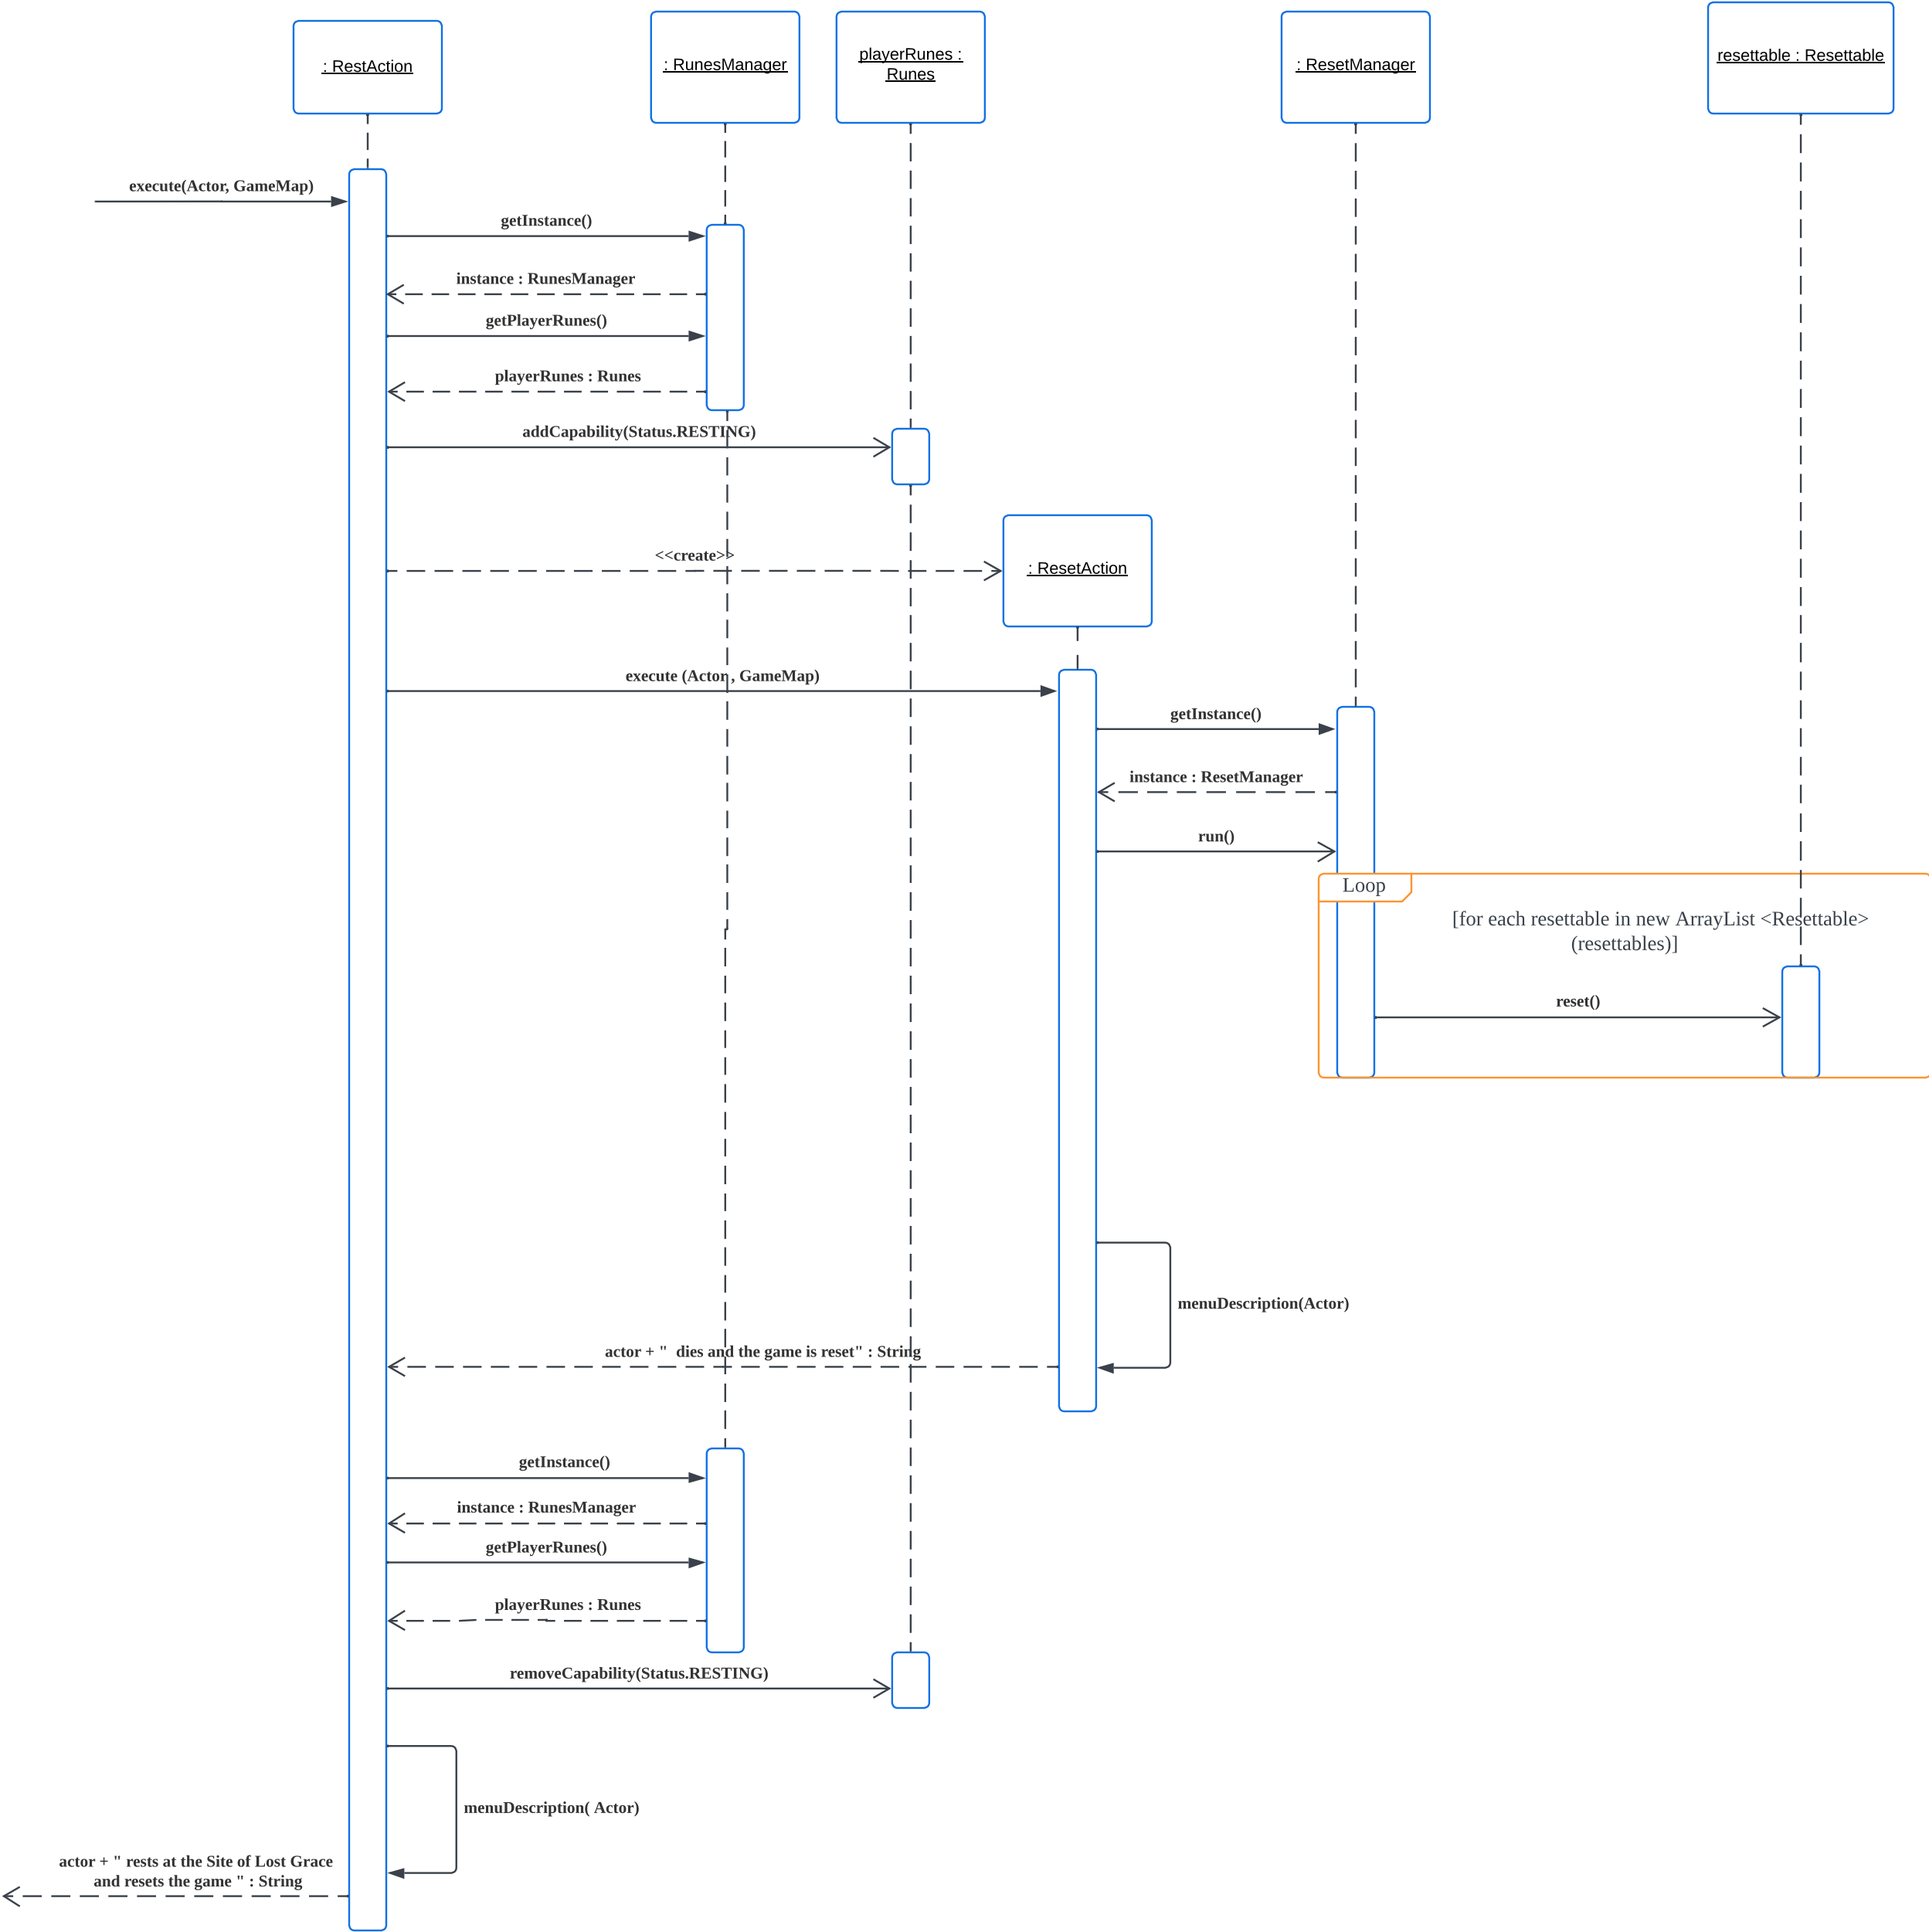 : RestAction
: RunesManager
playerRunes :
Runes
: ResetManager
resettable : Resettable
execute(Actor, GameMap)
getInstance()
instance : RunesManager
getPlayerRunes()
playerRunes : Runes
addCapability(Status.RESTING)
<<create>>
: ResetAction
execute (Actor , GameMap)
getInstance()
instance : ResetManager
run()
Loop
[for each resettable in new ArrayList <Resettable>
(resettables)]
reset()
menuDescription(Actor)
actor + "  dies and the game is reset" : String
getInstance()
instance : RunesManager
getPlayerRunes()
playerRunes : Runes
removeCapability(Status.RESTING)
menuDescription( Actor)
actor + " rests at the Site of Lost Grace
and resets the game " : String